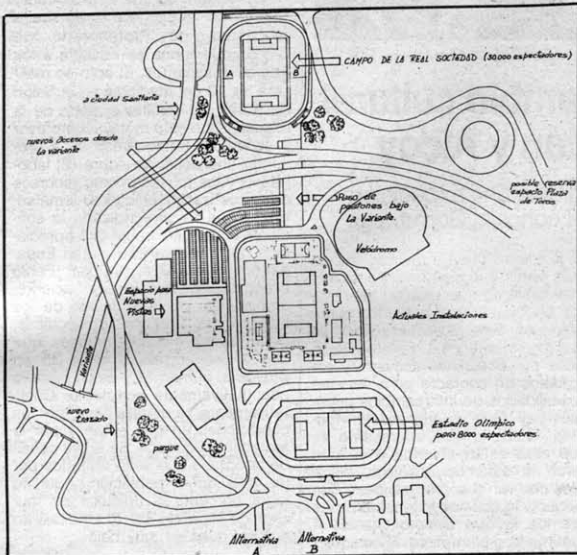 A
B
CAMPO DE LA REAL SOCIEDAD (30000 espectadores)
a ciudad Sanitaria
nuevos accesos desde
la variante
posible reserva
espacio Plaza
de Toros
Paso de
peatones bajo
La Variante.
Velódromo
Espacio para
Nuevas
Pistas
Actuales Instalaciones
Variante
nuevo
trazado
parque
Estadio Olímpico
para 8000 espectadores.
Alternativa
A
Alternativa
B